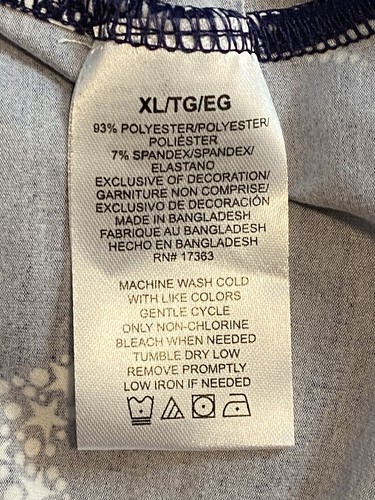 XL/TG/EG
93% POLYESTER/POLYESTER/
POLIÉSTER
7% SPANDEX/SPANDEX/
ELASTANO
EXCLUSIVE OF DECORATION/
GARNITURE NON COMPRISE/
EXCLUSIVO DE DECORACIÓN
MADE IN BANGLADESH
FABRIQUE AU BANGLADESH
HECHO EN BANGLADESH
RN# 17363
MACHINE WASH COLD
WITH LIKE COLORS
GENTLE CYCLE
ONLY NON-CHLORINE
BLEACH WHEN NEEDED
TUMBLE DRY LOW
REMOVE PROMPTLY
LOW IRON IF NEEDED